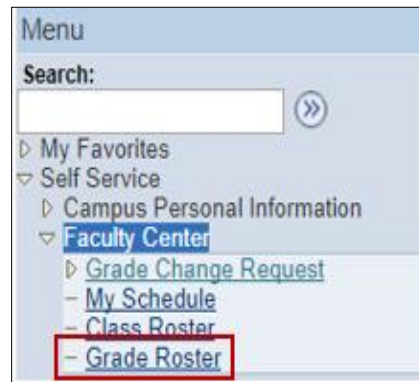 Menu
Search:
My Favorites
Self Service
Campus Personal Information
Faculty Center
Grade Change Request
– My Schedule
– Class Roster
– Grade Roster